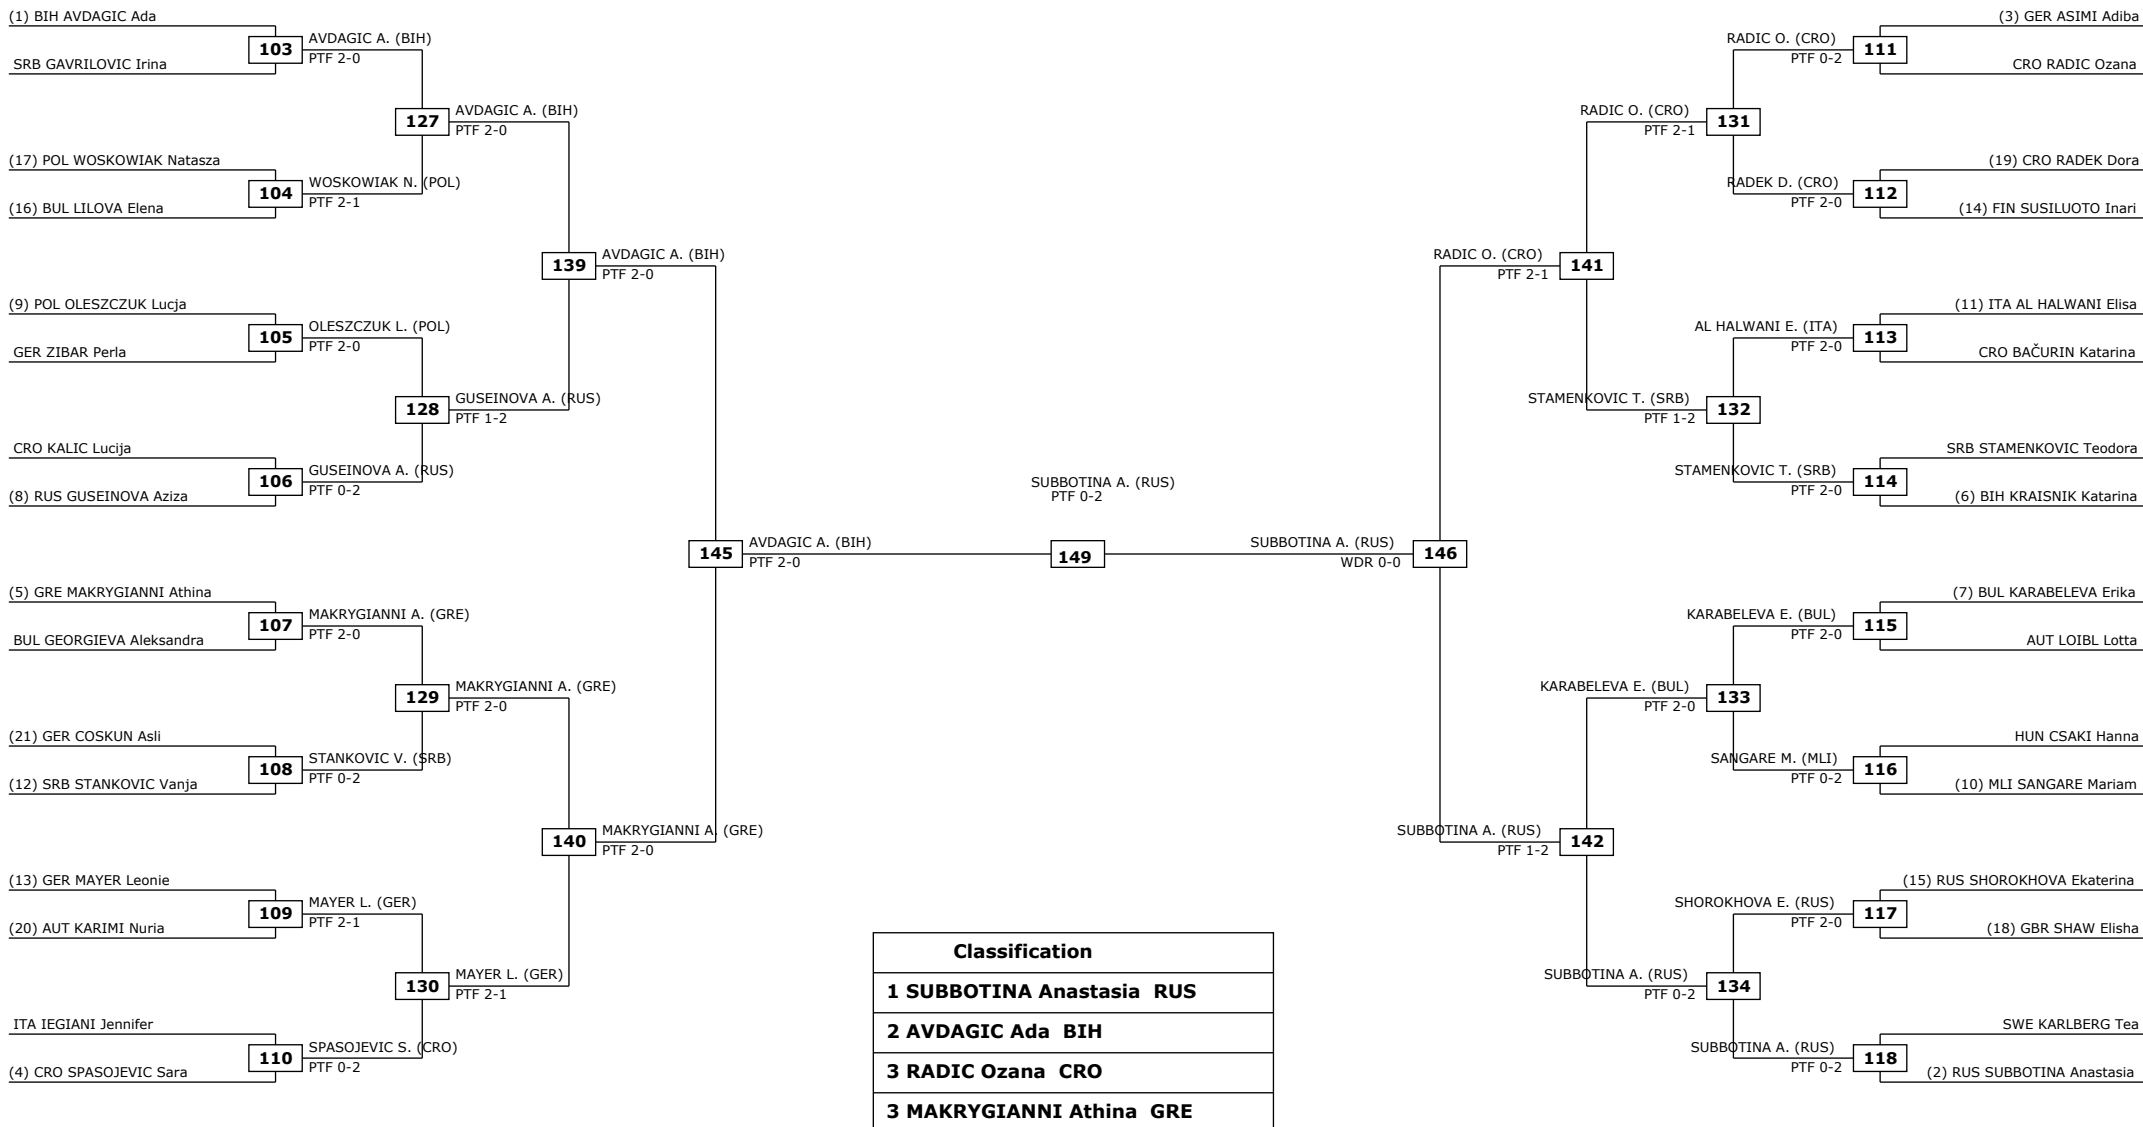 (1) BIH AVDAGIC Ada
103
AVDAGIC A. (BIH)
PTF 2-0
SRB GAVRILOVIC Irina
127
AVDAGIC A. (BIH)
PTF 2-0
(17) POL WOSKOWIAK Natasza
104
WOSKOWIAK N. (POL)
PTF 2-1
(16) BUL LILOVA Elena
139
AVDAGIC A. (BIH)
PTF 2-0
(9) POL OLESZCZUK Lucja
105
OLESZCZUK L. (POL)
PTF 2-0
GER ZIBAR Perla
128
GUSEINOVA A. (RUS)
PTF 1-2
CRO KALIC Lucija
106
GUSEINOVA A. (RUS)
PTF 0-2
(8) RUS GUSEINOVA Aziza
145
AVDAGIC A. (BIH)
PTF 2-0
(5) GRE MAKRYGIANNI Athina
107
MAKRYGIANNI A. (GRE)
PTF 2-0
BUL GEORGIEVA Aleksandra
129
MAKRYGIANNI A. (GRE)
PTF 2-0
(21) GER COSKUN Asli
108
STANKOVIC V. (SRB)
PTF 0-2
(12) SRB STANKOVIC Vanja
140
MAKRYGIANNI A. (GRE)
PTF 2-0
(13) GER MAYER Leonie
109
MAYER L. (GER)
PTF 2-1
(20) AUT KARIMI Nuria
130
MAYER L. (GER)
PTF 2-1
ITA IEGIANI Jennifer
110
SPASOJEVIC S. (CRO)
PTF 0-2
(4) CRO SPASOJEVIC Sara
SUBBOTINA A. (RUS)
PTF 0-2
149
(3) GER ASIMI Adiba
RADIC O. (CRO)
PTF 0-2
111
CRO RADIC Ozana
RADIC O. (CRO)
PTF 2-1
131
(19) CRO RADEK Dora
RADEK D. (CRO)
PTF 2-0
112
(14) FIN SUSILUOTO Inari
RADIC O. (CRO)
PTF 2-1
141
(11) ITA AL HALWANI Elisa
AL HALWANI E. (ITA)
PTF 2-0
113
CRO BAČURIN Katarina
STAMENKOVIC T. (SRB)
PTF 1-2
132
SRB STAMENKOVIC Teodora
STAMENKOVIC T. (SRB)
PTF 2-0
114
(6) BIH KRAISNIK Katarina
SUBBOTINA A. (RUS)
WDR 0-0
146
(7) BUL KARABELEVA Erika
KARABELEVA E. (BUL)
PTF 2-0
115
AUT LOIBL Lotta
KARABELEVA E. (BUL)
PTF 2-0
133
HUN CSAKI Hanna
SANGARE M. (MLI)
PTF 0-2
116
(10) MLI SANGARE Mariam
SUBBOTINA A. (RUS)
PTF 1-2
142
(15) RUS SHOROKHOVA Ekaterina
SHOROKHOVA E. (RUS)
PTF 2-0
117
(18) GBR SHAW Elisha
SUBBOTINA A. (RUS)
PTF 0-2
134
SWE KARLBERG Tea
SUBBOTINA A. (RUS)
PTF 0-2
118
(2) RUS SUBBOTINA Anastasia
Classification
1 SUBBOTINA Anastasia RUS
2 AVDAGIC Ada BIH
3 RADIC Ozana CRO
3 MAKRYGIANNI Athina GRE